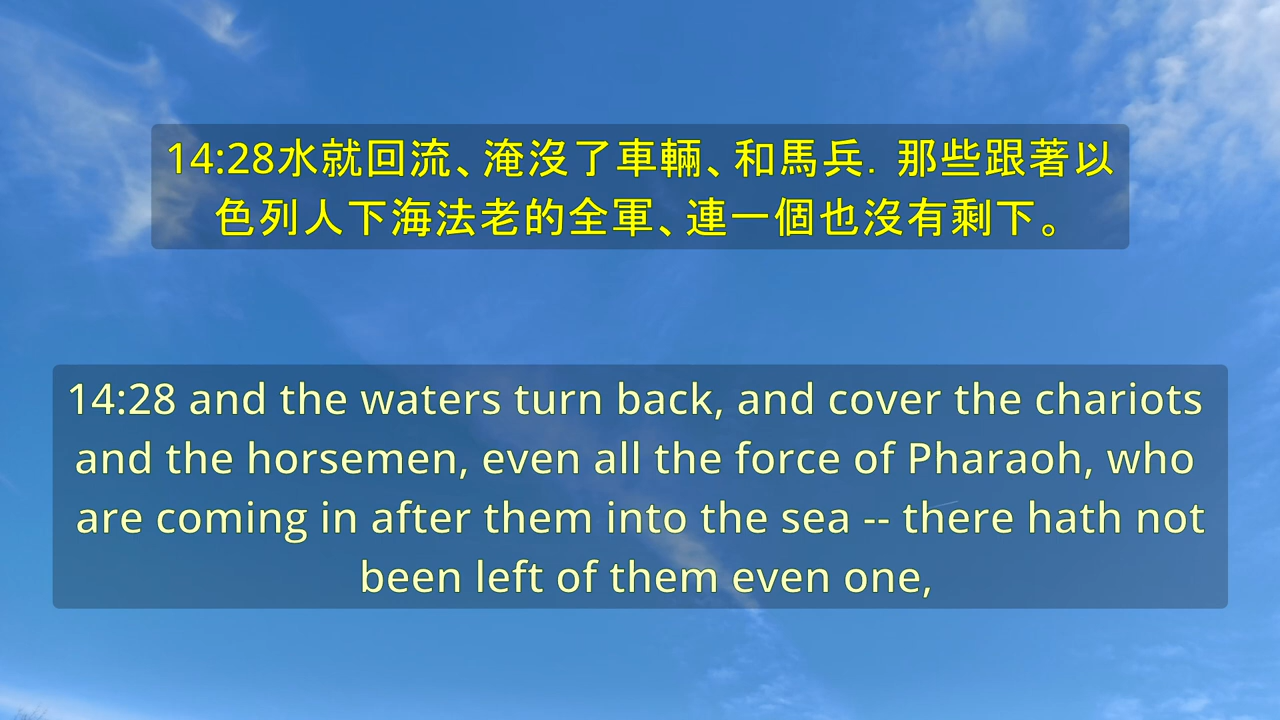 14:28水就回流、淹沒了車輛、和馬兵．那些跟著以
色列人下海法老的全軍、連一個也沒有剩下。
14:28 and the waters turn back, and cover the chariots
and the horsemen, even all the force of Pharaoh, who
are coming in after them into the sea -- there hath not
been left of them even one,